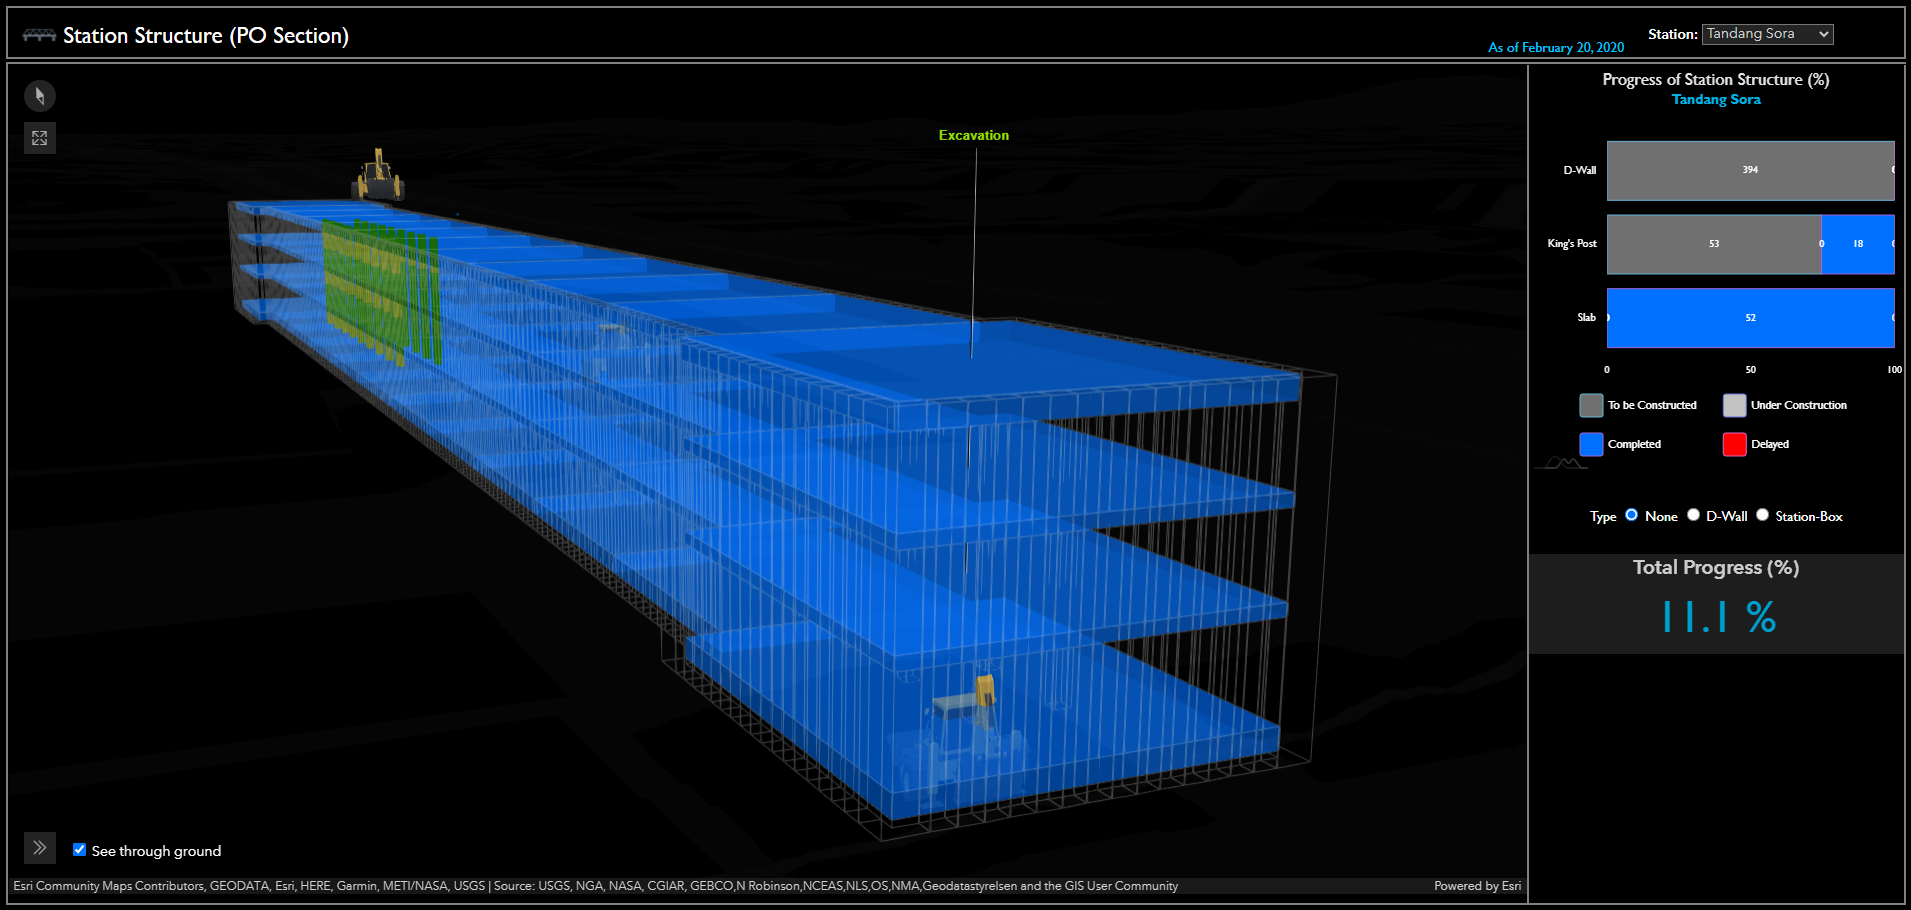 Station Structure (PO Section)
As of February 20, 2020
Station: Tandang Sora
Excavation
Progress of Station Structure (%)
Tandang Sora
D-Wall 394
King's Post 53 0 18
Slab 52
0 50 100
To be Constructed Under Construction
Completed Delayed
Type None D-Wall Station-Box
Total Progress (%)
11.1 %
See through ground
Esri Community Maps Contributors, GEODATA, Esri, HERE, Garmin, METI/NASA, USGS | Source: USGS, NGA, NASA, CGIAR, GEBCO,N Robinson,NCEAS,NLS,OS,NMA,Geodatastyrelsen and the GIS User Community
Powered by Esri